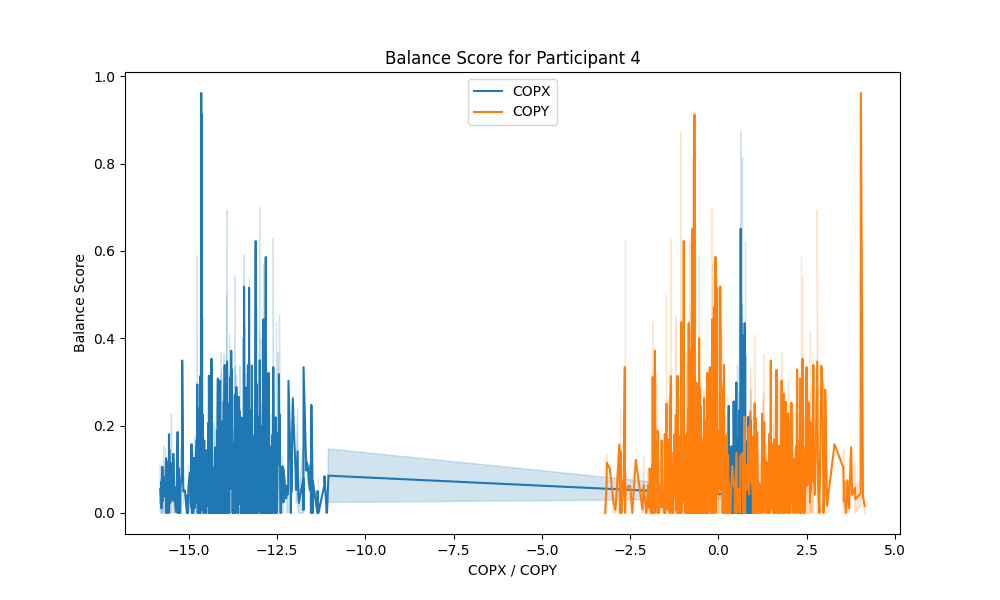 Balance Score for Participant 4
COPX
COPY
1.0
0.8
0.6
0.4
0.2
0.0
Balance Score
−15.0 −12.5 −10.0 −7.5 −5.0 −2.5 0.0 2.5 5.0
COPX / COPY